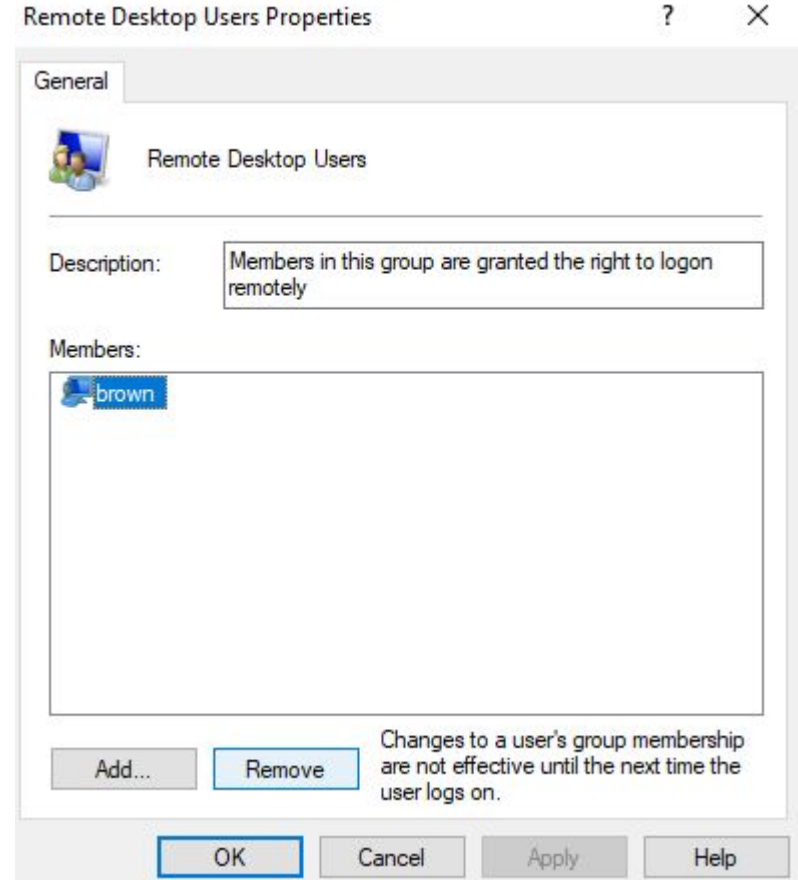 Remote Desktop Users Properties
? ×
General
Remote Desktop Users
Description:
Members in this group are granted the right to logon
remotely
Members:
brown
Add...
Remove
Changes to a user's group membership
are not effective until the next time the
user logs on.
OK
Cancel
Apply
Help